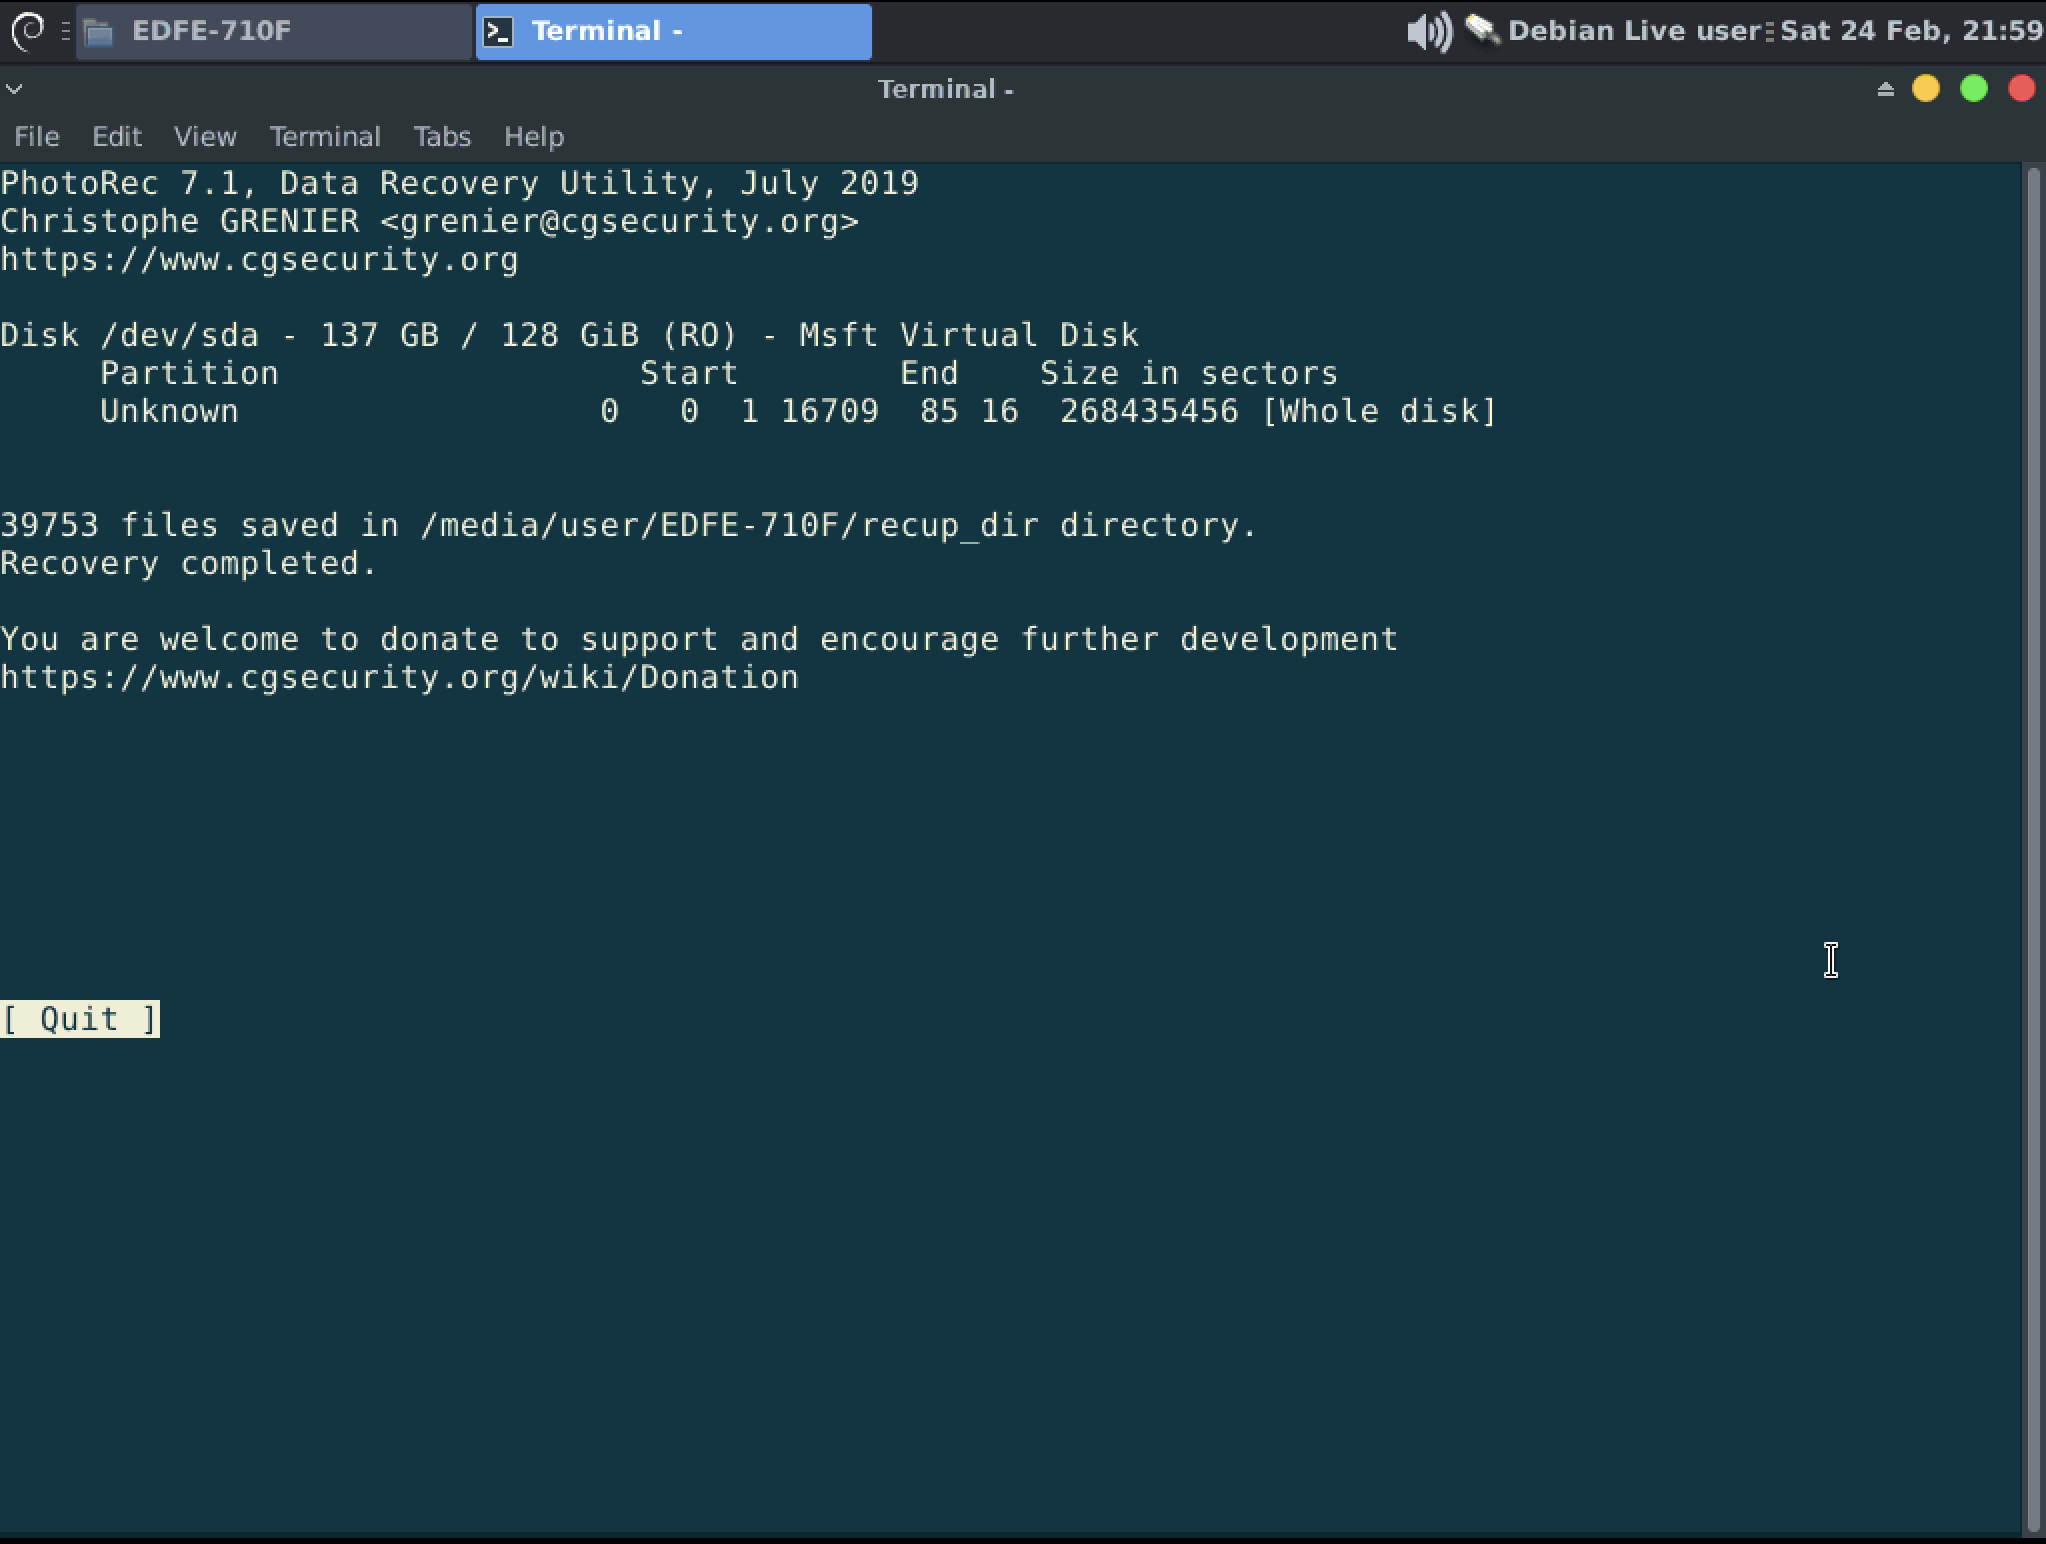 EDFE-710F Terminal - Debian Live user Sat 24 Feb, 21:59
Terminal -
File Edit View Terminal Tabs Help
PhotoRec 7.1, Data Recovery Utility, July 2019
Christophe GRENIER <grenier@cgsecurity.org>
https://www.cgsecurity.org
Disk /dev/sda - 137 GB / 128 GiB (RO) - Msft Virtual Disk
Partition Start End Size in sectors
Unknown 0 0 1 16709 85 16 268435456 [Whole disk]
39753 files saved in /media/user/EDFE-710F/recup_dir directory.
Recovery completed.
You are welcome to donate to support and encourage further development
https://www.cgsecurity.org/wiki/Donation
[ Quit ]